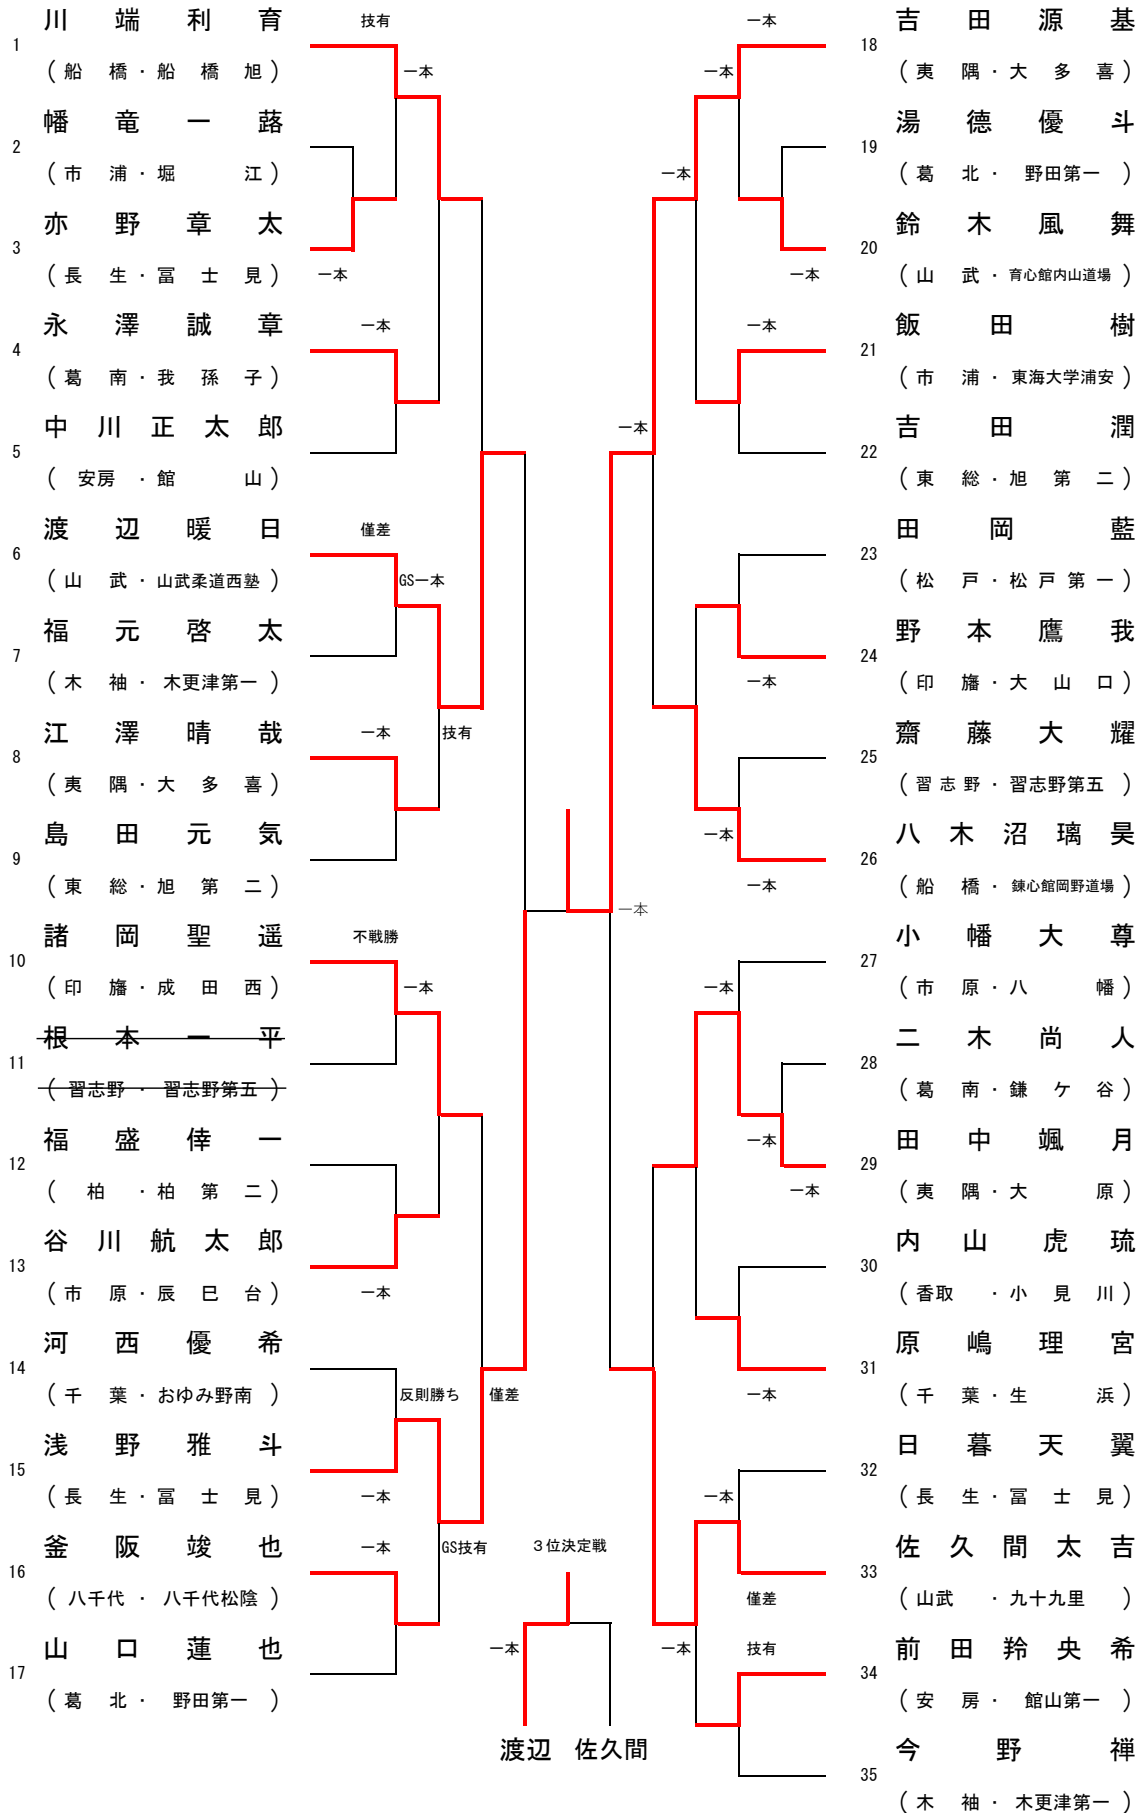 川端利育
技有
1
(船橋・船橋旭)
一本
幡竜一蕗
2
(市浦・堀江)
亦野章太
3
(長生・冨士見)
一本
永澤誠章
一本
4
(葛南・我孫子)
中川正太郎
5
(安房・館山)
渡辺暖日
僅差
6
(山武・山武柔道西塾)
GS一本
福元啓太
7
(木袖・木更津第一)
江澤晴哉
一本
技有
8
(夷隅・大多喜)
島田元気
9
(東総・旭第二)
諸岡聖遥
不戦勝
10
(印旛・成田西)
一本
根本一平
11
(習志野・習志野第五)
福盛倖一
12
(柏・柏第二)
谷川航太郎
13
(市原・辰巳台)
一本
河西優希
14
(千葉・おゆみ野南)
反則勝ち
僅差
浅野雅斗
15
(長生・冨士見)
一本
釜阪竣也
一本
GS技有
16
(八千代・八千代松陰)
山口蓮也
17
(葛北・野田第一)
一本
吉田源基
18
一本
(夷隅・大多喜)
湯德優斗
19
一本
(葛北・野田第一)
鈴木風舞
20
一本
(山武・育心館内山道場)
一本
飯田樹
21
(市浦・東海大学浦安)
一本
吉田潤
22
(東総・旭第二)
田岡藍
23
(松戸・松戸第一)
野本鷹我
24
一本
(印旛・大山口)
齋藤大耀
25
(習志野・習志野第五)
一本
八木沼璃昊
26
一本
(船橋・錬心館岡野道場)
一本
小幡大尊
27
一本
(市原・八幡)
二木尚人
28
(葛南・鎌ケ谷)
一本
田中颯月
29
一本
(夷隅・大原)
内山虎琉
30
(香取・小見川)
原嶋理宮
31
一本
(千葉・生浜)
日暮天翼
32
一本
(長生・冨士見)
佐久間太吉
33
僅差
(山武・九十九里)
一本
技有
前田羚央希
34
(安房・館山第一)
今野禅
35
(木袖・木更津第一)
３位決定戦
一本
渡辺 佐久間